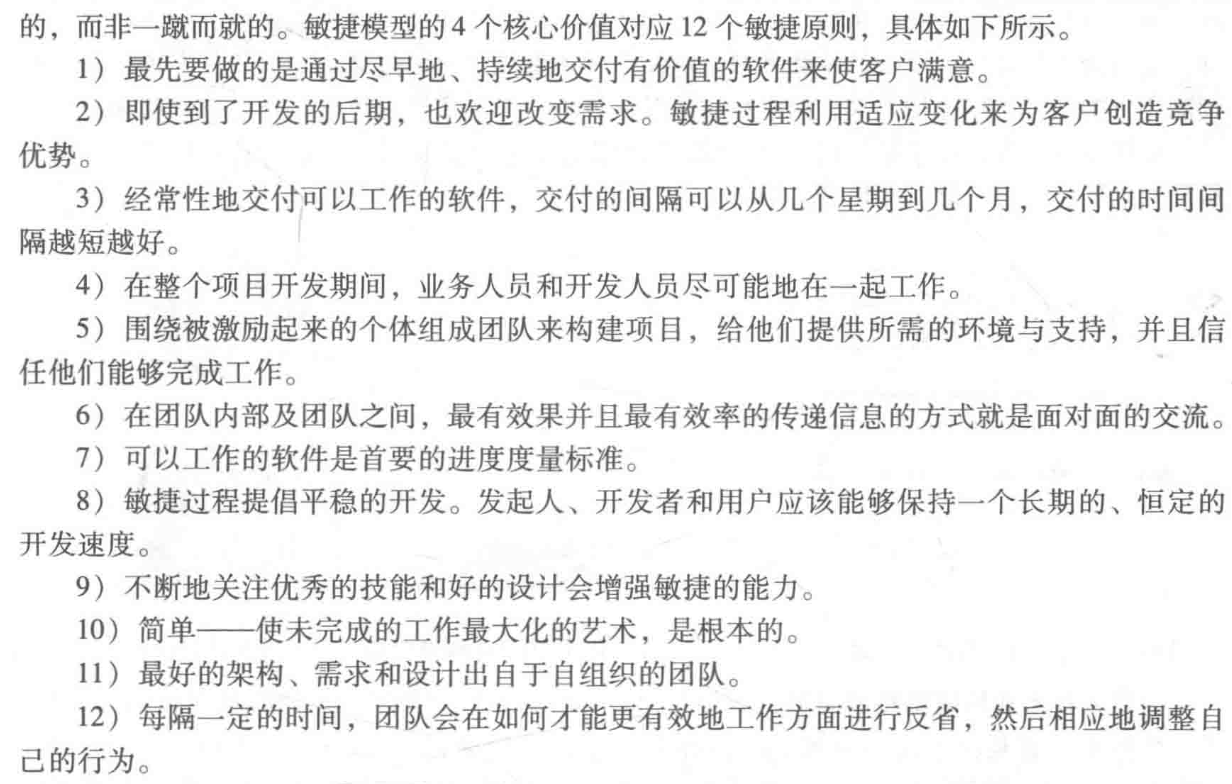 的，而非一蹴而就的。敏捷模型的 4 个核心价值对应 12 个敏捷原则，具体如下所示。
1）最先要做的是通过尽早地、持续地交付有价值的软件来使客户满意。
2）即使到了开发的后期，也欢迎改变需求。敏捷过程利用适应变化来为客户创造竞争
优势。
3）经常性地交付可以工作的软件，交付的间隔可以从几个星期到几个月，交付的时间间
隔越短越好。
4）在整个项目开发期间，业务人员和开发人员尽可能地在一起工作。
5）围绕被激励起来的个体组成团队来构建项目，给他们提供所需的环境与支持，并且信
任他们能够完成工作。
6）在团队内部及团队之间，最有效果并且最有效率的传递信息的方式就是面对面的交流。
7）可以工作的软件是首要的进度度量标准。
8）敏捷过程提倡平稳的开发。发起人、开发者和用户应该能够保持一个长期的、恒定的
开发速度。
9）不断地关注优秀的技能和好的设计会增强敏捷的能力。
10）简单——使未完成的工作最大化的艺术，是根本的。
11）最好的架构、需求和设计出自于自组织的团队。
12）每隔一定的时间，团队会在如何才能更有效地工作方面进行反省，然后相应地调整自
己的行为。